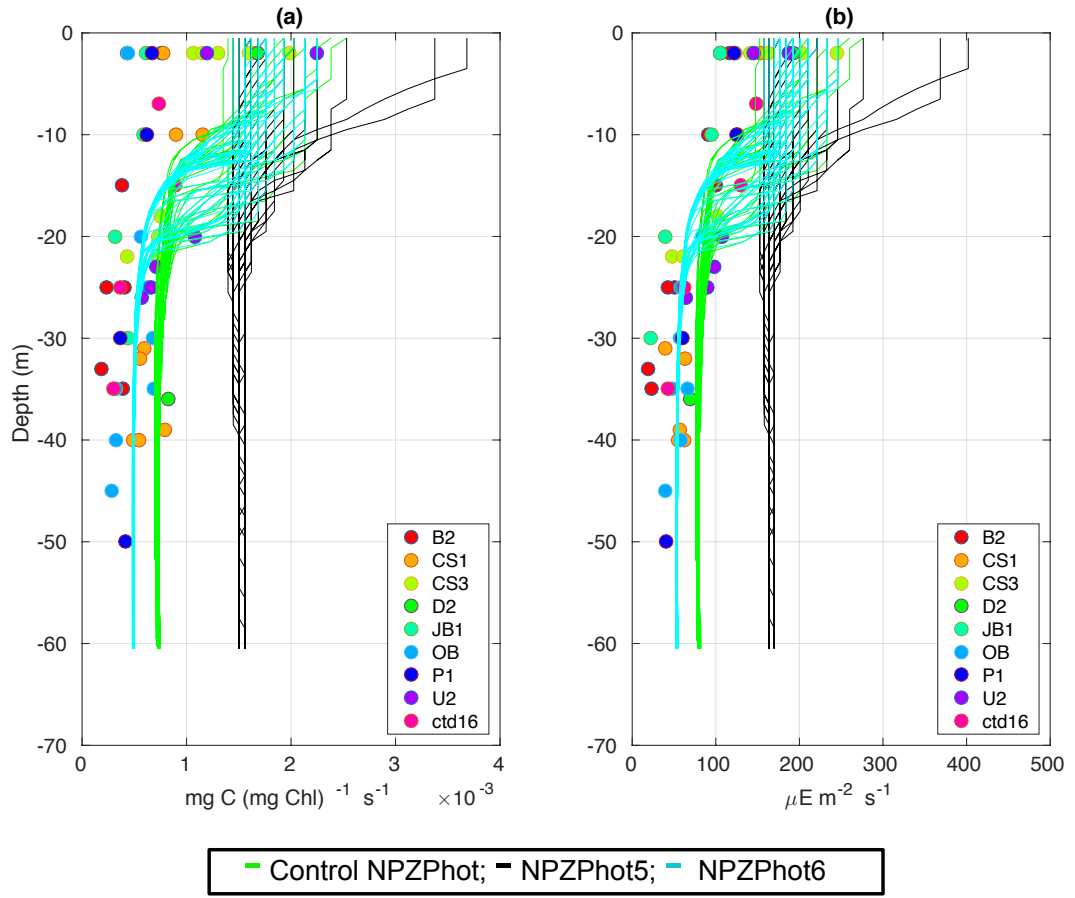 (a)
(b)
0
-10
-20
-30
-40
-50
-60
-70
Depth (m)
0 1 2 3 4
mg C (mg Chl) -1 s-1 ×10-3
B2
CS1
CS3
D2
JB1
OB
P1
U2
ctd16
0
-10
-20
-30
-40
-50
-60
-70
0 100 200 300 400 500
μE m-2 s-1
B2
CS1
CS3
D2
JB1
OB
P1
U2
ctd16
Control NPZPhot; NPZPhot5; NPZPhot6